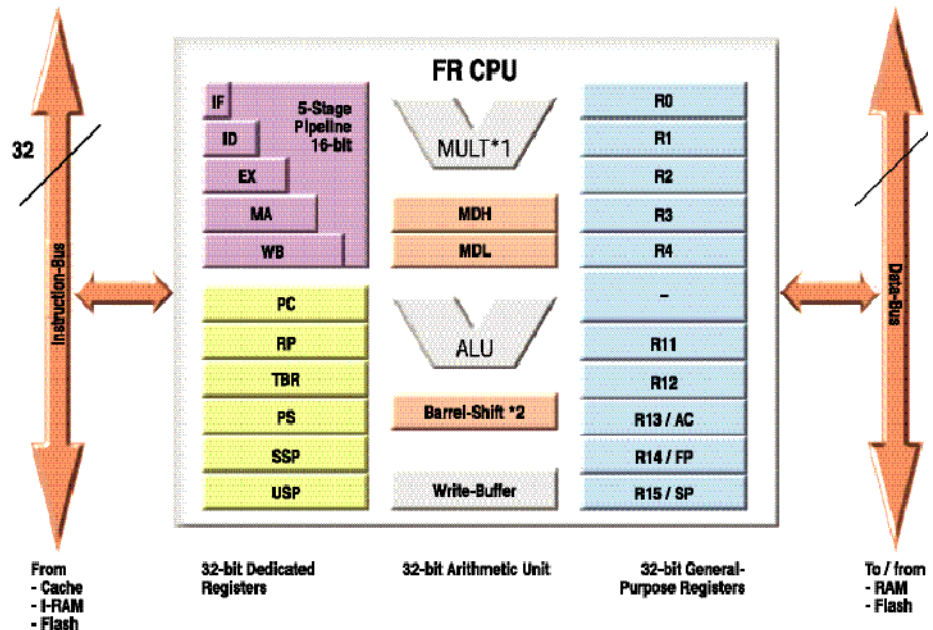 FR CPU
32
Instruction-Bus
IF
ID
EX
MA
WB
5-Stage
Pipeline
16-bit
PC
RP
TBR
PS
SSP
USP
MULT*1
MDH
MDL
ALU
Barrel-Shift *2
Write-Buffer
R0
R1
R2
R3
R4
–
R11
R12
R13 / AC
R14 / FP
R15 / SP
Data-Bus
From
- Cache
- I-RAM
- Flash
32-bit Dedicated
Registers
32-bit Arithmetic Unit
32-bit General-
Purpose Registers
To / from
- RAM
- Flash